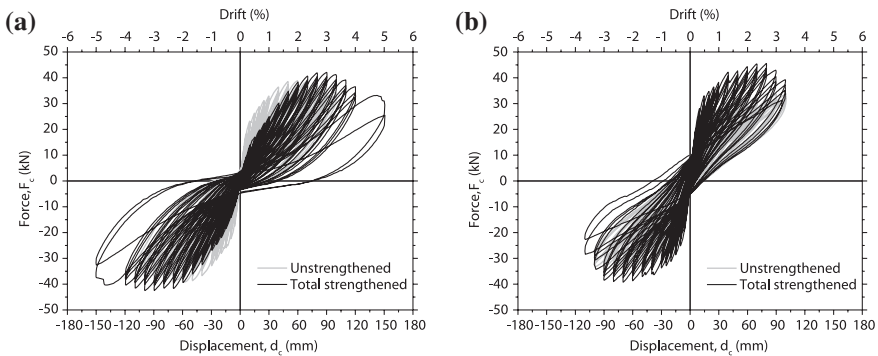 (a)
Drift (%)
-6 -5 -4 -3 -2 -1 0 1 2 3 4 5 6
50
40
30
20
10
0
-10
-20
-30
-40
-50
Force, Fc (kN)
Unstrengthened
Total strengthened
-180 -150 -120 -90 -60 -30 0 30 60 90 120 150 180
Displacement, dc (mm)
(b)
Drift (%)
-6 -5 -4 -3 -2 -1 0 1 2 3 4 5 6
50
40
30
20
10
0
-10
-20
-30
-40
-50
Force, Fc (kN)
Unstrengthened
Total strengthened
-180 -150 -120 -90 -60 -30 0 30 60 90 120 150 180
Displacement, dc (mm)